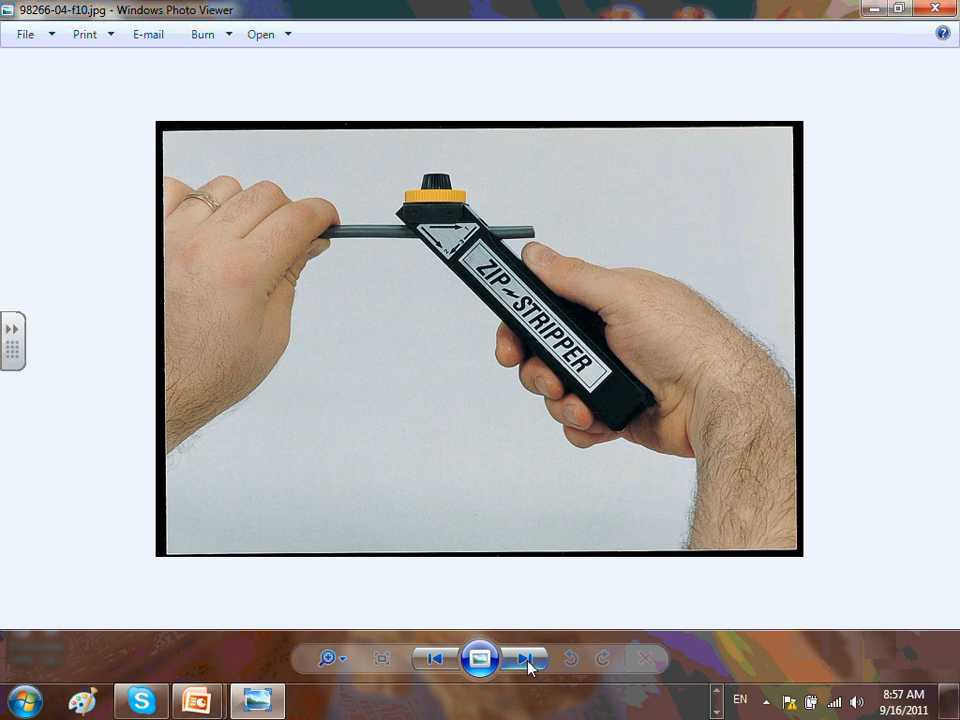 98266-04-f10.jpg - Windows Photo Viewer
File Print E-mail Burn Open
ZIP STRIPPER
EN
8:57 AM
9/16/2011